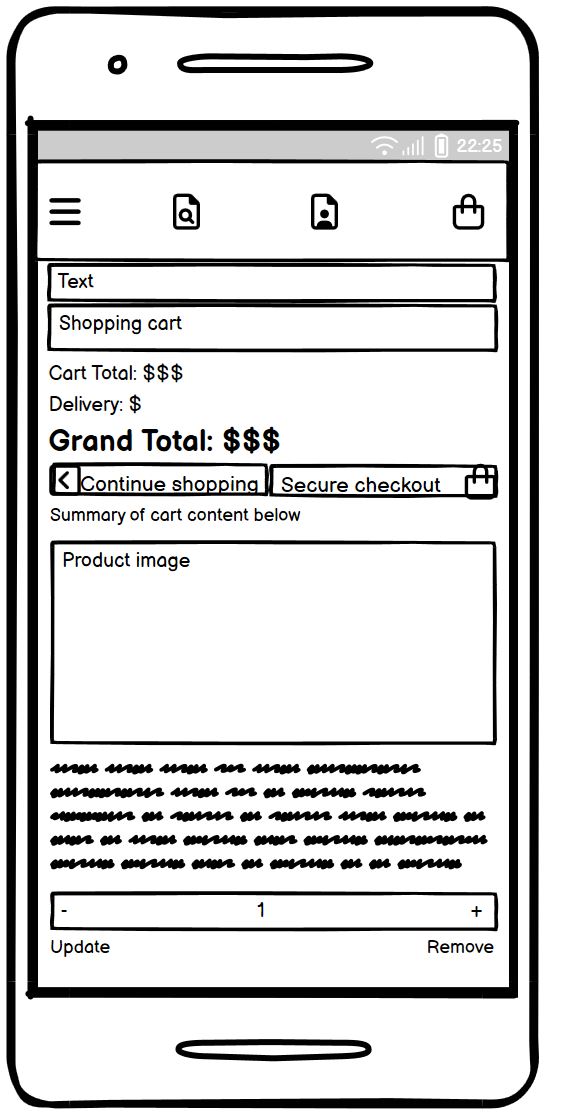 22:25
Text
Shopping cart
Cart Total: $$$
Delivery: $
Grand Total: $$$
Continue shopping Secure checkout
Summary of cart content below
Product image
- 1 +
Update Remove